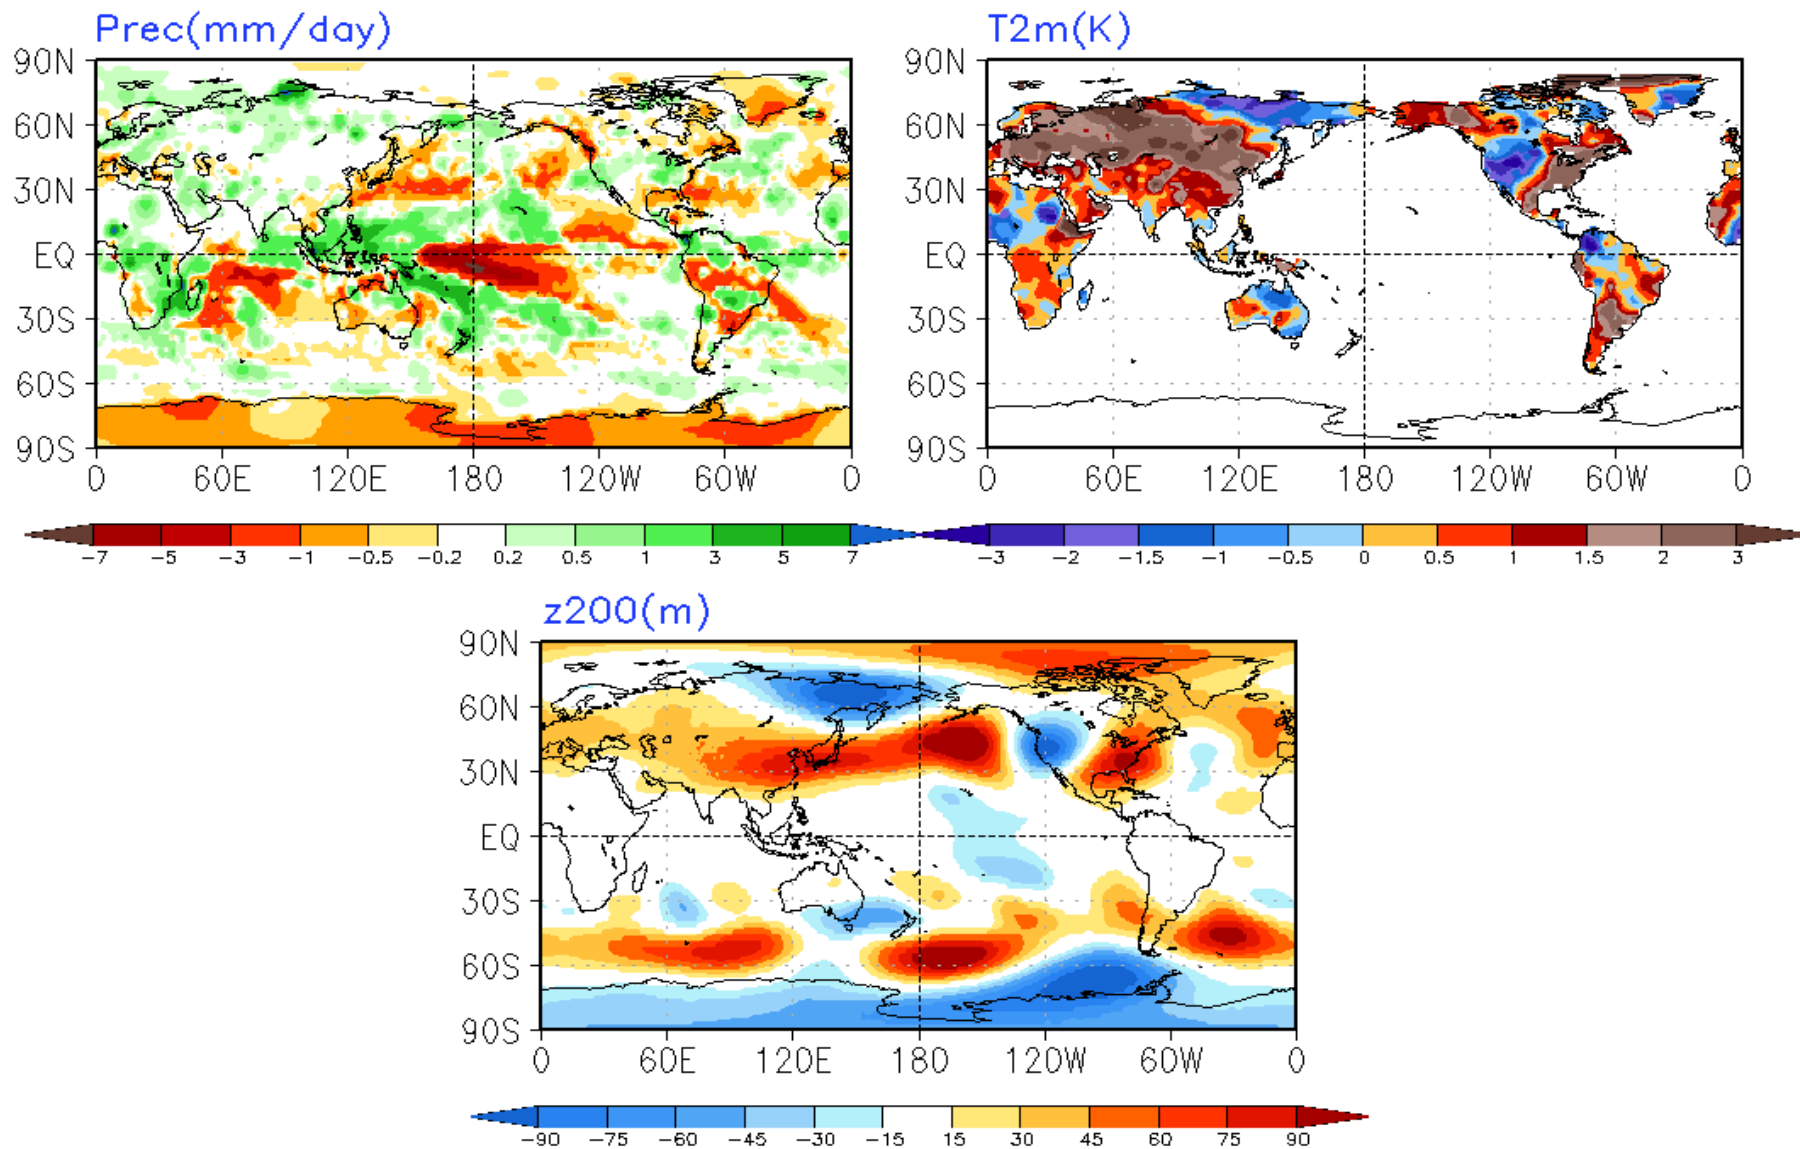 Prec(mm/day)
90N
60N
30N
EQ
30S
60S
90S
0 60E 120E 180 120W 60W 0
-7 -5 -3 -1 -0.5 -0.2 0.2 0.5 1 3 5 7
T2m(K)
90N
60N
30N
EQ
30S
60S
90S
0 60E 120E 180 120W 60W 0
-3 -2 -1.5 -1 -0.5 0 0.5 1 1.5 2 3
z200(m)
90N
60N
30N
EQ
30S
60S
90S
0 60E 120E 180 120W 60W 0
-90 -75 -60 -45 -30 -15 15 30 45 60 75 90